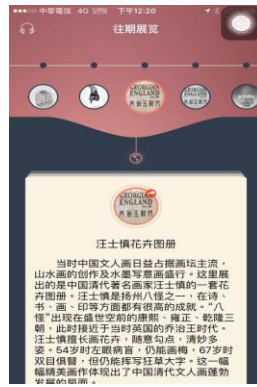 中華電信 4G 下午12:20
往期展览
GEORGIAN
ENGLAND
乔治王时代
GEORGIAN
ENGLAND
乔治王时代
GEORGIAN
ENGLAND
乔治王时代
汪士慎花卉图册
当时中国文人画日益占据画坛主流，
山水画的创作及水墨写意画盛行。这里展
出的是中国清代著名画家汪士慎的一套花
卉图册。汪士慎是扬州八怪之一，在诗、
书、画、印等方面都有很高的成就。“八
怪”出现在盛世空前的康熙、雍正、乾隆三
朝，此时接近于当时英国的乔治王时代。
汪士慎擅长画花卉，随意勾点，清妙多
姿。54岁时左眼病盲，仍能画梅，67岁时
双目俱瞽，但仍能挥写狂草大字。这一幅
幅精美画作体现出了中国清代文人画蓬勃
发展的局面。